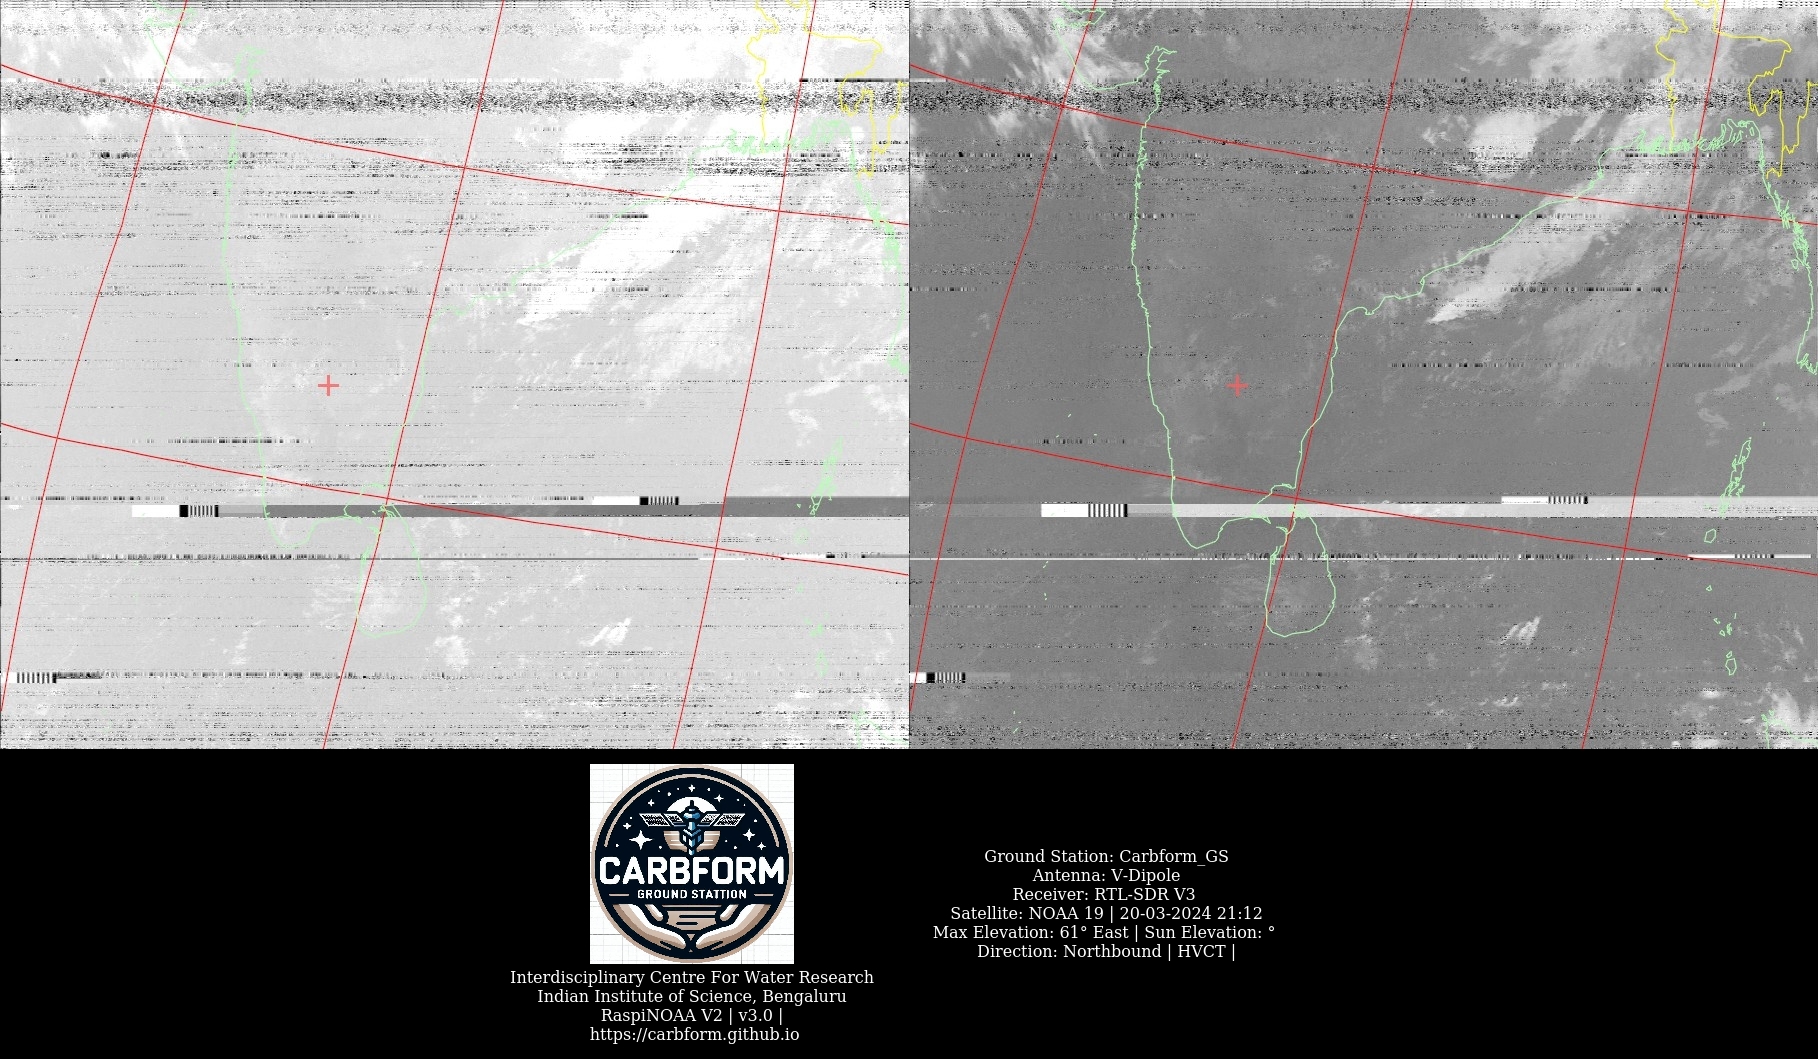 CARBFORM
GROUND STATTION
Interdisciplinary Centre For Water Research
Indian Institute of Science, Bengaluru
RaspiNOAA V2 | v3.0 |
https://carbform.github.io
Ground Station: Carbform_GS
Antenna: V-Dipole
Receiver: RTL-SDR V3
Satellite: NOAA 19 | 20-03-2024 21:12
Max Elevation: 61° East | Sun Elevation: °
Direction: Northbound | HVCT |